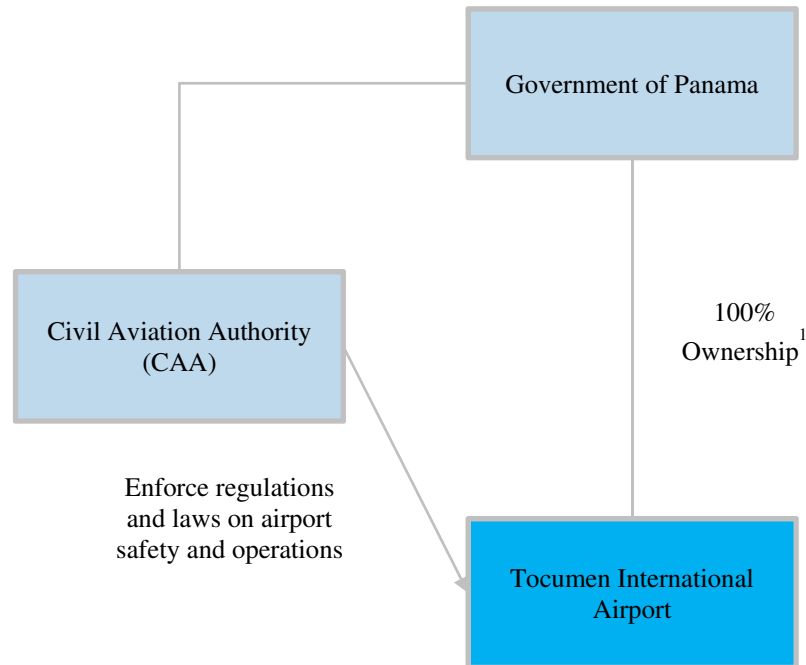 Government of Panama
Civil Aviation Authority
(CAA)
100%
Ownership¹
Enforce regulations
and laws on airport
safety and operations
Tocumen International
Airport